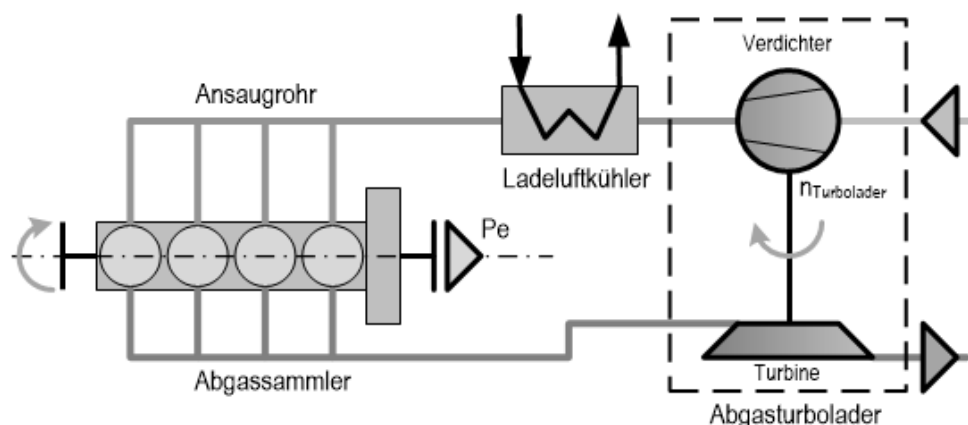 Verdichter
Ansaugrohr
Ladeluftkühler
nTurbolader
Pe
Abgassammler
Turbine
Abgasturbolader